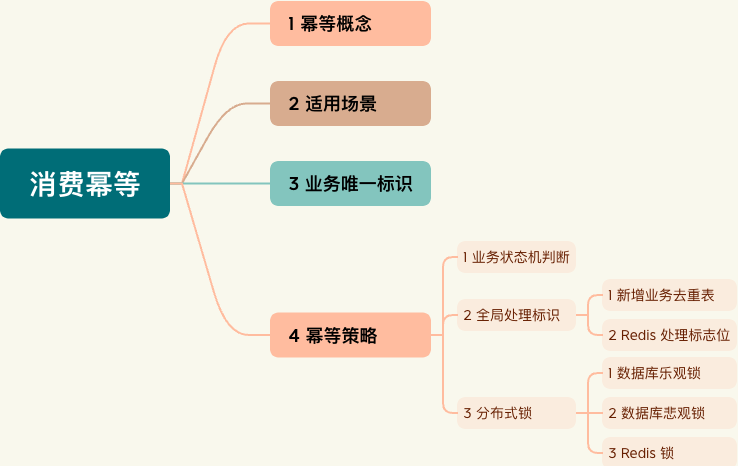 消费幂等
1 幂等概念
2 适用场景
3 业务唯一标识
4 幂等策略
1 业务状态机判断
2 全局处理标识
1 新增业务去重表
2 Redis 处理标志位
3 分布式锁
1 数据库乐观锁
2 数据库悲观锁
3 Redis 锁